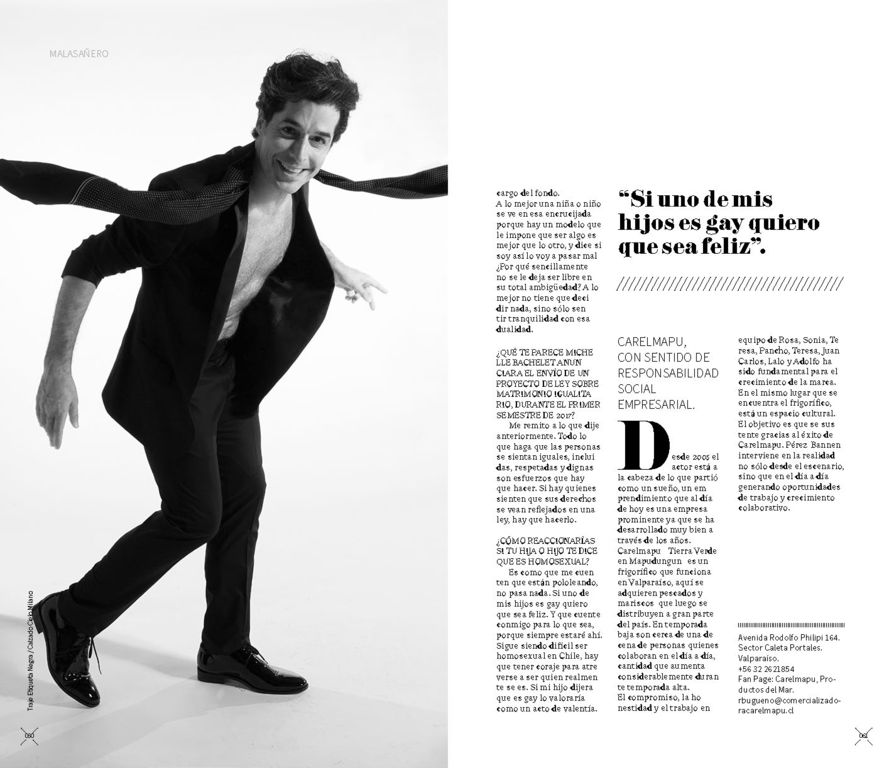 MALASAÑERO
Traje Etiqueta Negra / Calzado Cielo Milano
060
cargo del fondo.
A lo mejor una niña o niño
se ve en esa encrucijada
porque hay un modelo que
le impone que ser algo es
mejor que lo otro, y dice si
soy así lo voy a pasar mal
¿Por qué sencillamente
no se le deja ser libre en
su total ambigüedad? A lo
mejor no tiene que deci
dir nada, sino sólo sen
tir tranquilidad con esa
dualidad.
¿QUÉ TE PARECE MICHE
LLE BACHELET ANUN
CIARA EL ENVÍO DE UN
PROYECTO DE LEY SOBRE
MATRIMONIO IGUALITA
RIO, DURANTE EL PRIMER
SEMESTRE DE 2017?
Me remito a lo que dije
anteriormente. Todo lo
que haga que las personas
se sientan iguales, inclui
das, respetadas y dignas
son esfuerzos que hay
que hacer. Si hay quienes
sienten que sus derechos
se vean reflejados en una
ley, hay que hacerlo.
¿CÓMO REACCIONARÍAS
SI TU HIJA O HIJO TE DICE
QUE ES HOMOSEXUAL?
Es como que me cuen
ten que están pololeando,
no pasa nada. Si uno de
mis hijos es gay quiero
que sea feliz. Y que cuente
conmigo para lo que sea,
porque siempre estaré ahí.
Sigue siendo difícil ser
homosexual en Chile, hay
que tener coraje para atre
verse a ser quien realmen
te se es. Si mi hijo dijera
que es gay lo valoraría
como un acto de valentía.
“Si uno de mis
hijos es gay quiero
que sea feliz”.
CARELMAPU,
CON SENTIDO DE
RESPONSABILIDAD
SOCIAL
EMPRESARIAL.
Desde 2005 el
actor está a
la cabeza de lo que partió
como un sueño, un em
prendimiento que al día
de hoy es una empresa
prominente ya que se ha
desarrollado muy bien a
través de los años.
Carelmapu Tierra Verde
en Mapudungun es un
frigorífico que funciona
en Valparaíso, aquí se
adquieren pescados y
mariscos que luego se
distribuyen a gran parte
del país. En temporada
baja son cerca de una de
cena de personas quienes
colaboran en el día a día,
cantidad que aumenta
considerablemente duran
te temporada alta.
El compromiso, la ho
nestidad y el trabajo en
equipo de Rosa, Sonia, Te
resa, Pancho, Teresa, Juan
Carlos, Lalo y Adolfo ha
sido fundamental para el
crecimiento de la marca.
En el mismo lugar que se
encuentra el frigorífico,
está un espacio cultural.
El objetivo es que se sus
tente gracias al éxito de
Carelmapu. Pérez Bannen
interviene en la realidad
no sólo desde el escenario,
sino que en el día a día
generando oportunidades
de trabajo y crecimiento
colaborativo.
Avenida Rodolfo Philipi 164.
Sector Caleta Portales.
Valparaíso.
+56 32 2621854
Fan Page: Carelmapu, Pro-
ductos del Mar.
rbugueno@comercializado-
racarelmapu.cl
061